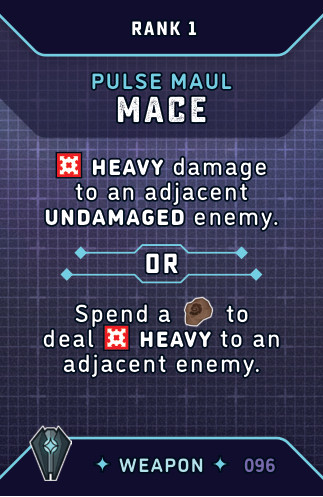 RANK 1
PULSE MAUL
MACE
HEAVY damage
to an adjacent
UNDAMAGED enemy.
OR
Spend a to
deal HEAVY to an
adjacent enemy.
WEAPON 096